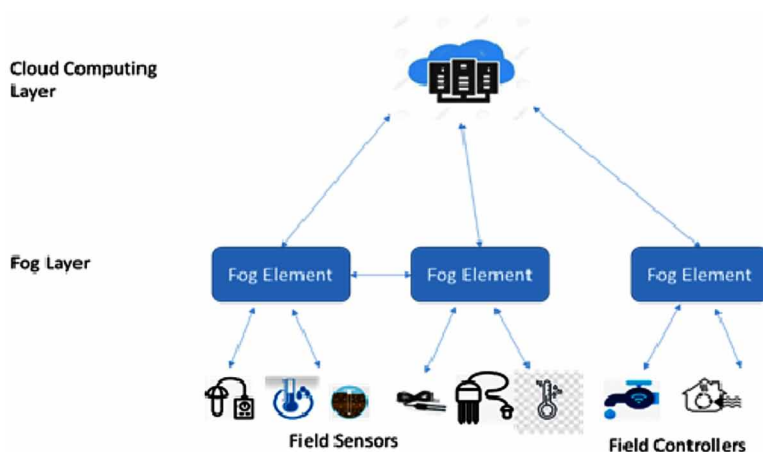 Cloud Computing
Layer
Fog Layer
Fog Element
Fog Element
Fog Element
Field Sensors
Field Controllers